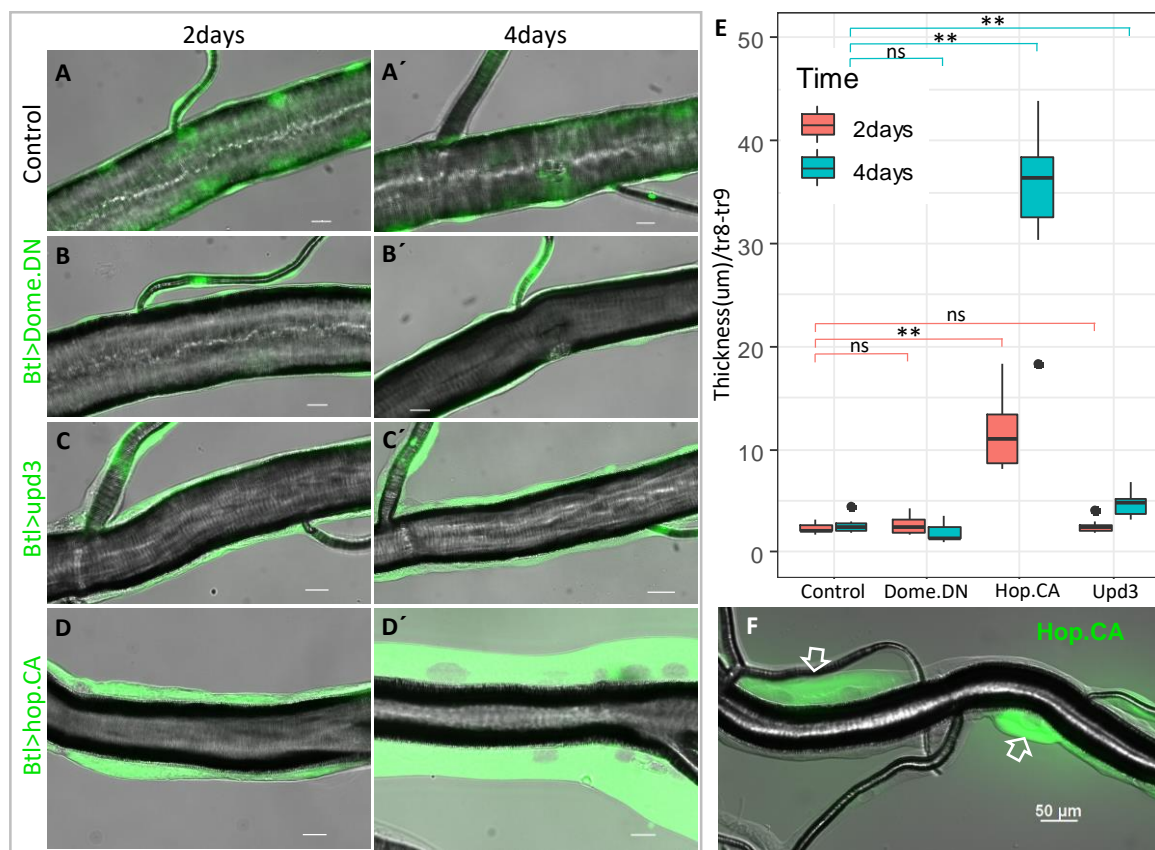 2days
4days
Control
A
A´
Btl>Dome.DN
B
B´
Btl>upd3
C
C´
Btl>hop.CA
D
D´
E
Thickness(um)/tr8-tr9
50
40
30
20
10
0
Time
2days
4days
**
**
ns
ns
**
ns
Control
Dome.DN
Hop.CA
Upd3
F
Hop.CA
50 µm